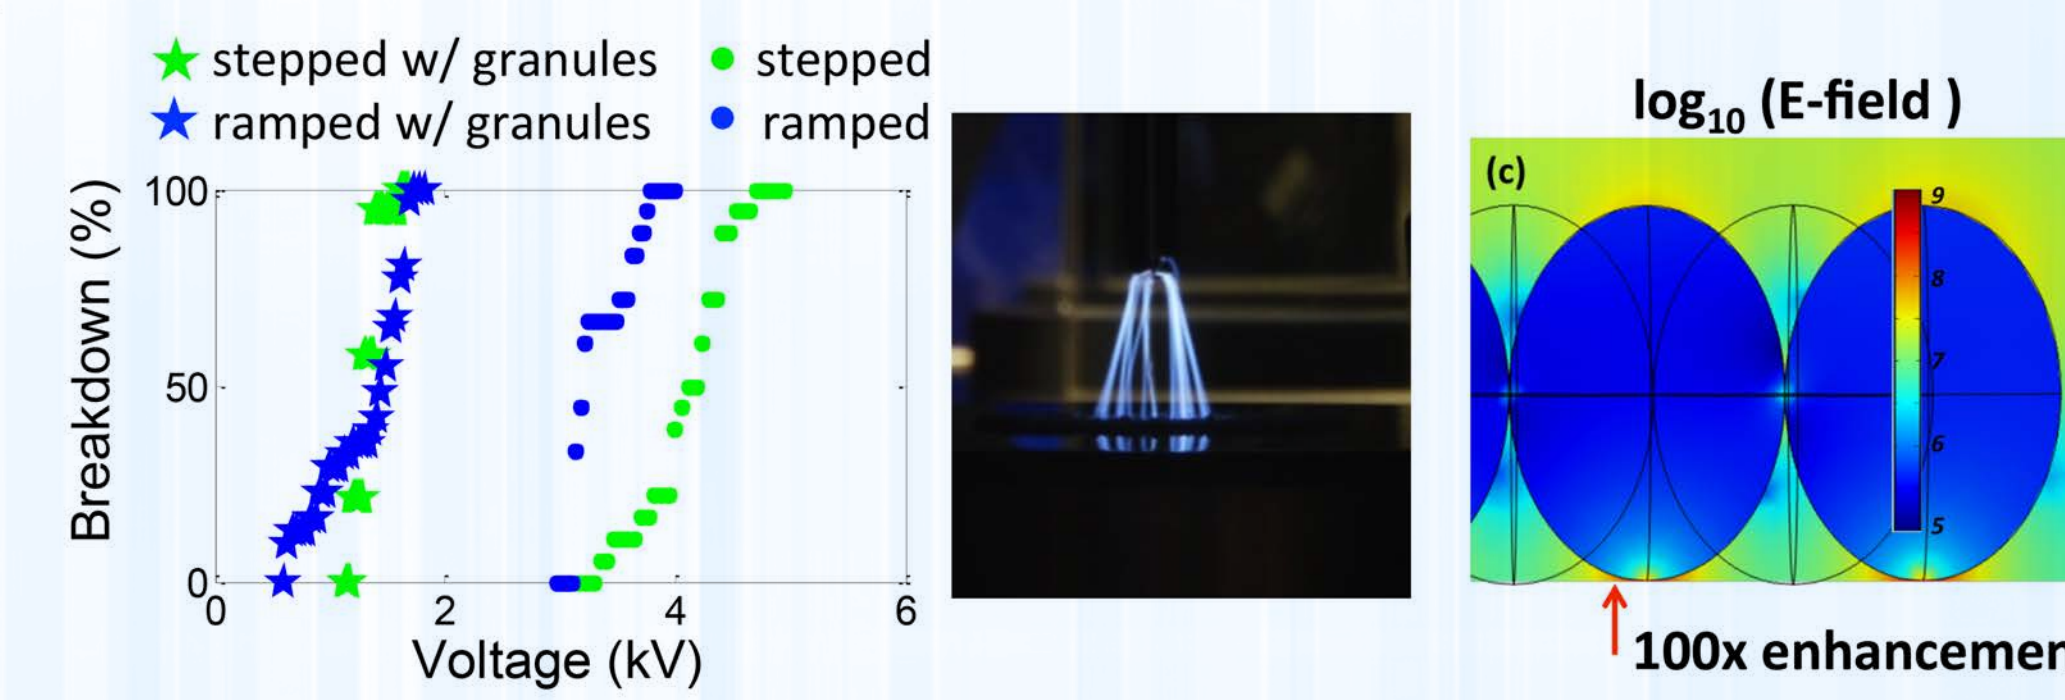 ★ stepped w/ granules ● stepped
★ ramped w/ granules ● ramped
Breakdown (%)
100
50
0
0 2 4 6
Voltage (kV)
log₁₀ (E-field )
(c)
9
8
7
6
5
100x enhancemen